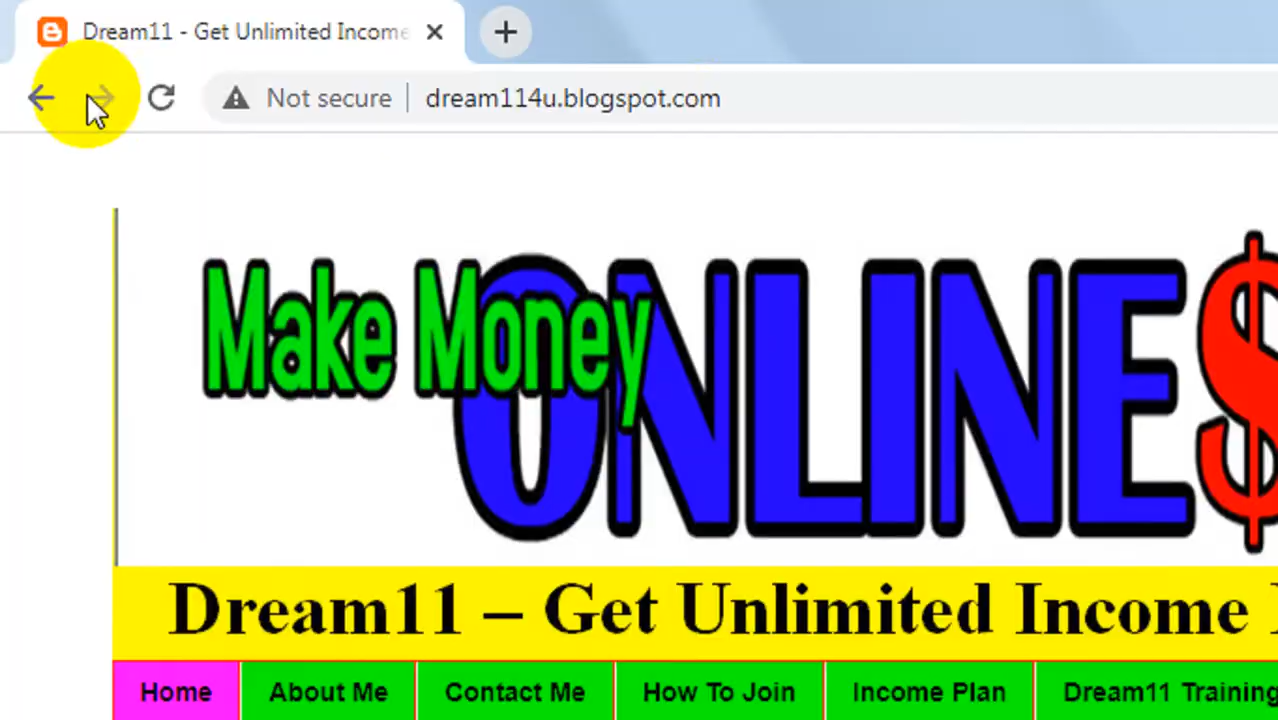 Dream11 - Get Unlimited Income
Not secure
dream114u.blogspot.com
Make Money
ONLINE$
Dream11 – Get Unlimited Income
Home
About Me
Contact Me
How To Join
Income Plan
Dream11 Training